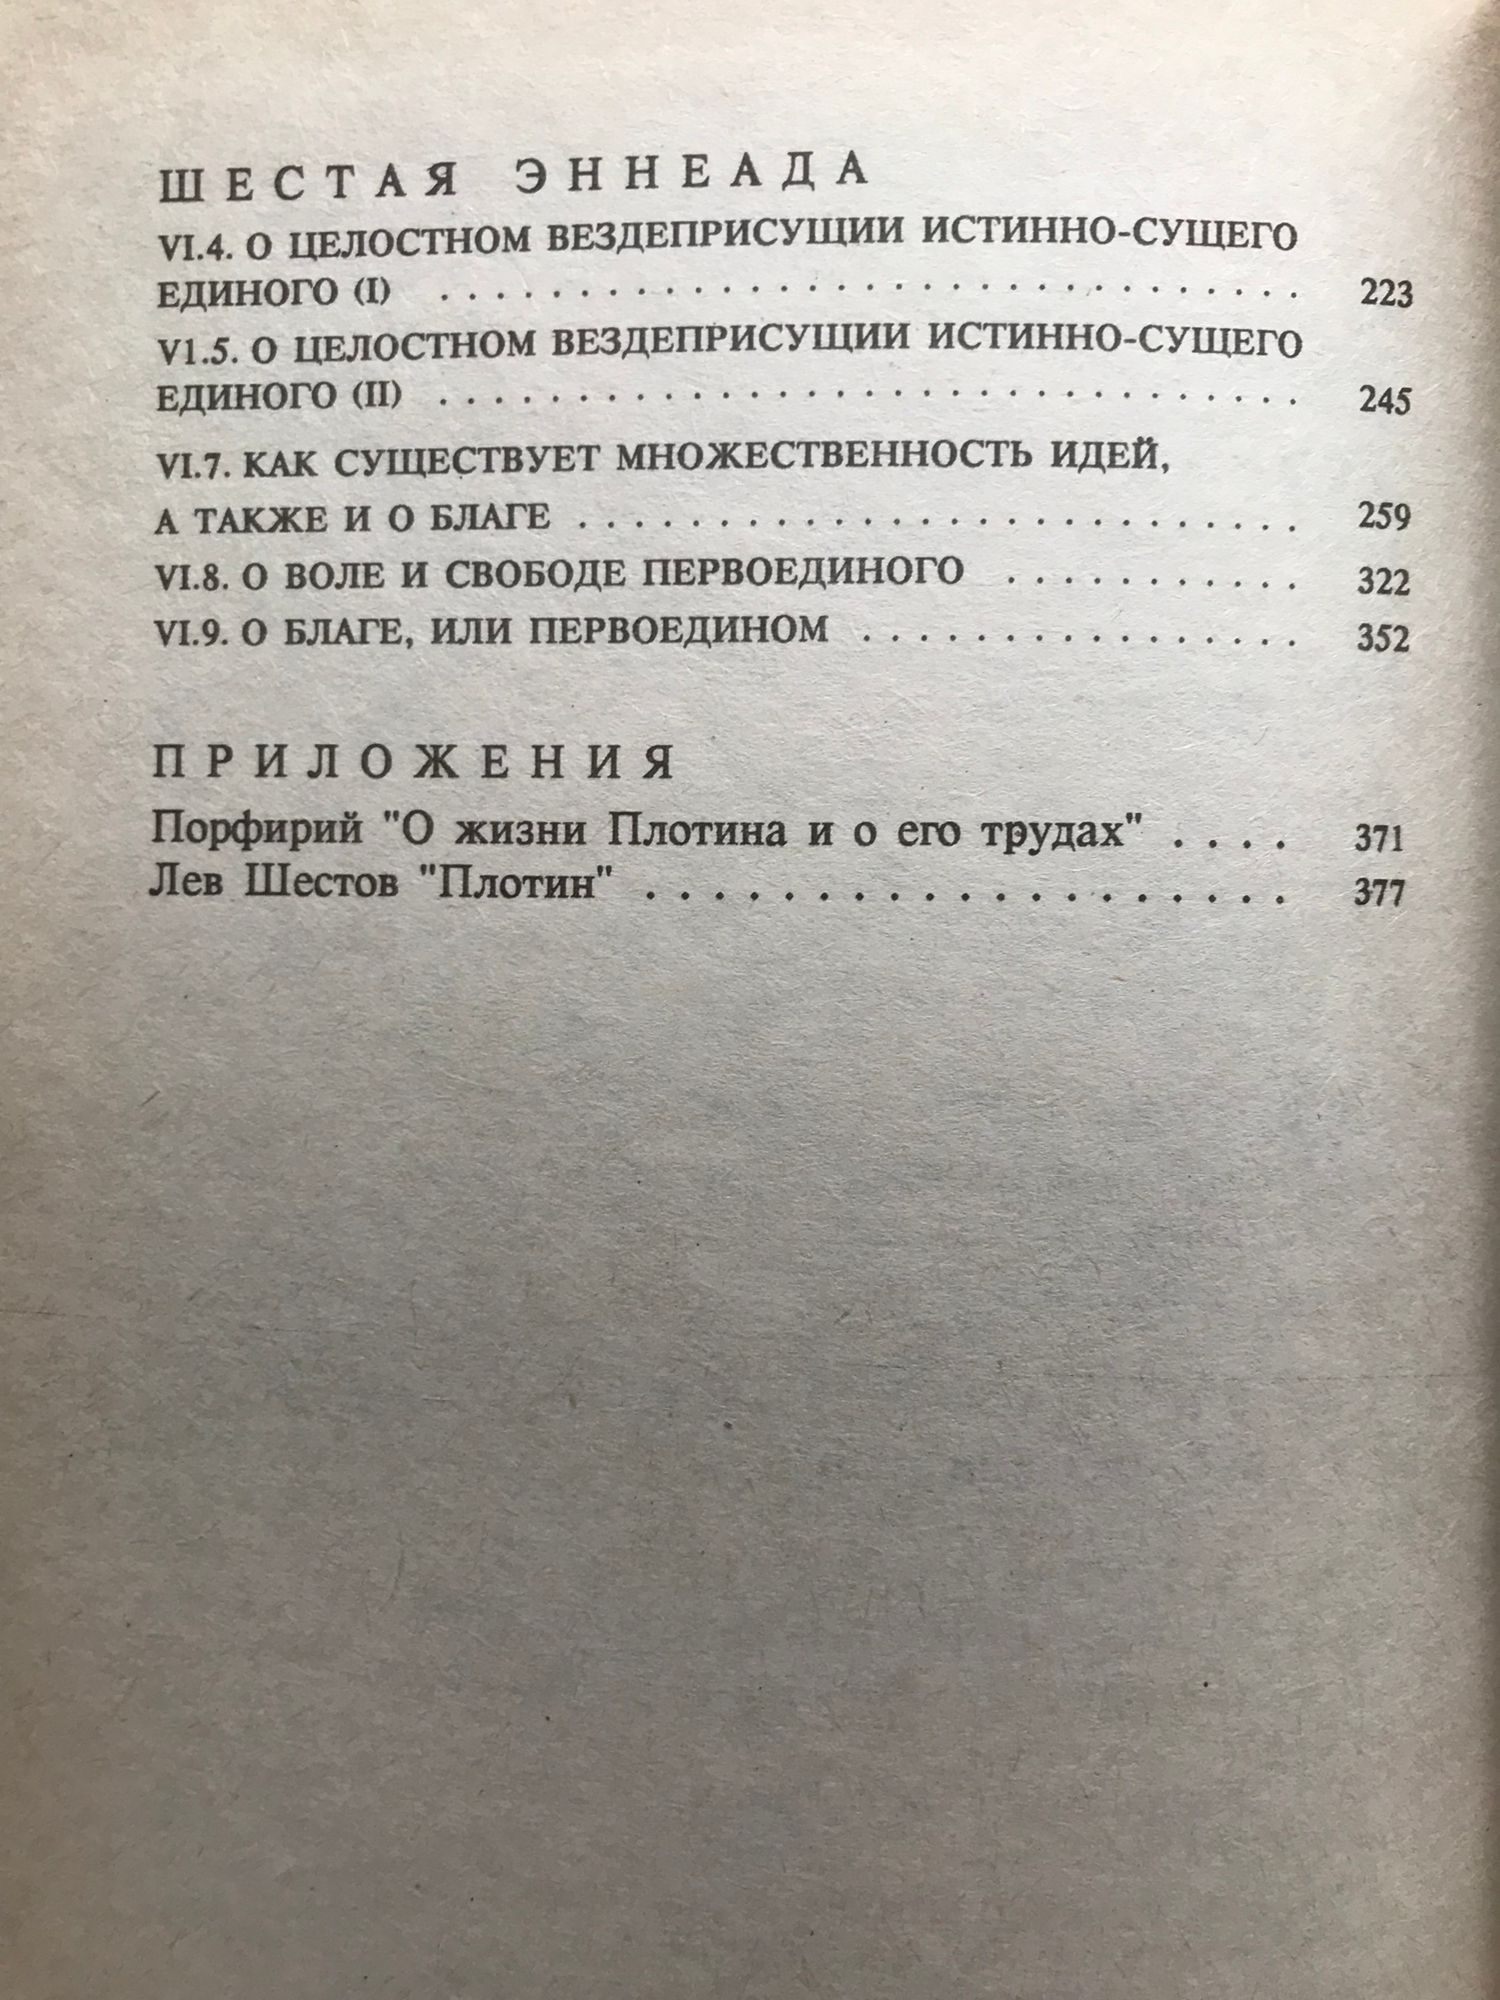 ШЕСТАЯ ЭННЕАДА
VI.4. О ЦЕЛОСТНОМ ВЕЗДЕПРИСУЩИИ ИСТИННО-СУЩЕГО
ЕДИНОГО (I) . . . . . . . . . . . . . . . . . . . . . . . . . . . . . . . 223
V1.5. О ЦЕЛОСТНОМ ВЕЗДЕПРИСУЩИИ ИСТИННО-СУЩЕГО
ЕДИНОГО (II) . . . . . . . . . . . . . . . . . . . . . . . . . . . . . . . 245
VI.7. КАК СУЩЕСТВУЕТ МНОЖЕСТВЕННОСТЬ ИДЕЙ,
А ТАКЖЕ И О БЛАГЕ . . . . . . . . . . . . . . . . . . . . . . . . . . 259
VI.8. О ВОЛЕ И СВОБОДЕ ПЕРВОЕДИНОГО . . . . . . . . . . . 322
VI.9. О БЛАГЕ, ИЛИ ПЕРВОЕДИНОМ . . . . . . . . . . . . . . . . 352
ПРИЛОЖЕНИЯ
Порфирий "О жизни Плотина и о его трудах" . . . . 371
Лев Шестов "Плотин" . . . . . . . . . . . . . . . . . . . 377